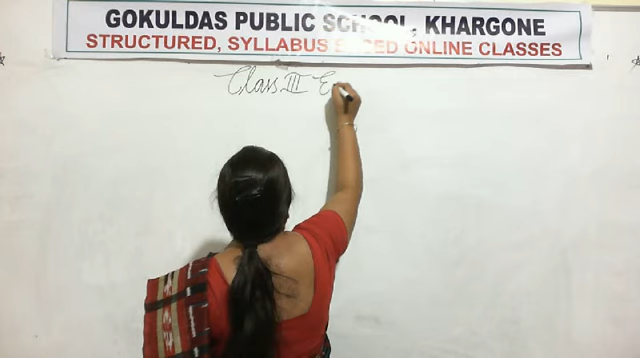 GOKULDAS PUBLIC SCHOOL, KHARGONE
STRUCTURED, SYLLABUS BASED ONLINE CLASSES
Class III E